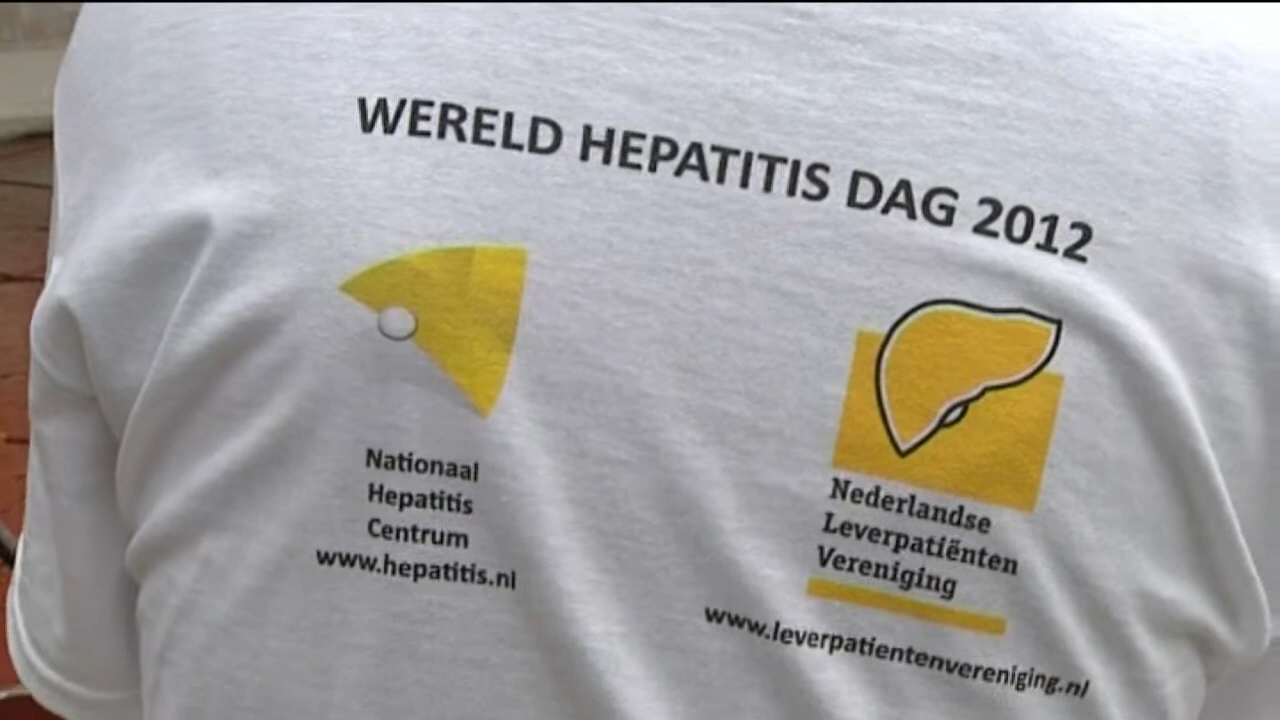 WERELD HEPATITIS DAG 2012
Nationaal
Hepatitis
Centrum
www.hepatitis.nl
Nederlandse
Leverpatiënten
Vereniging
www.leverpatientenvereniging.nl